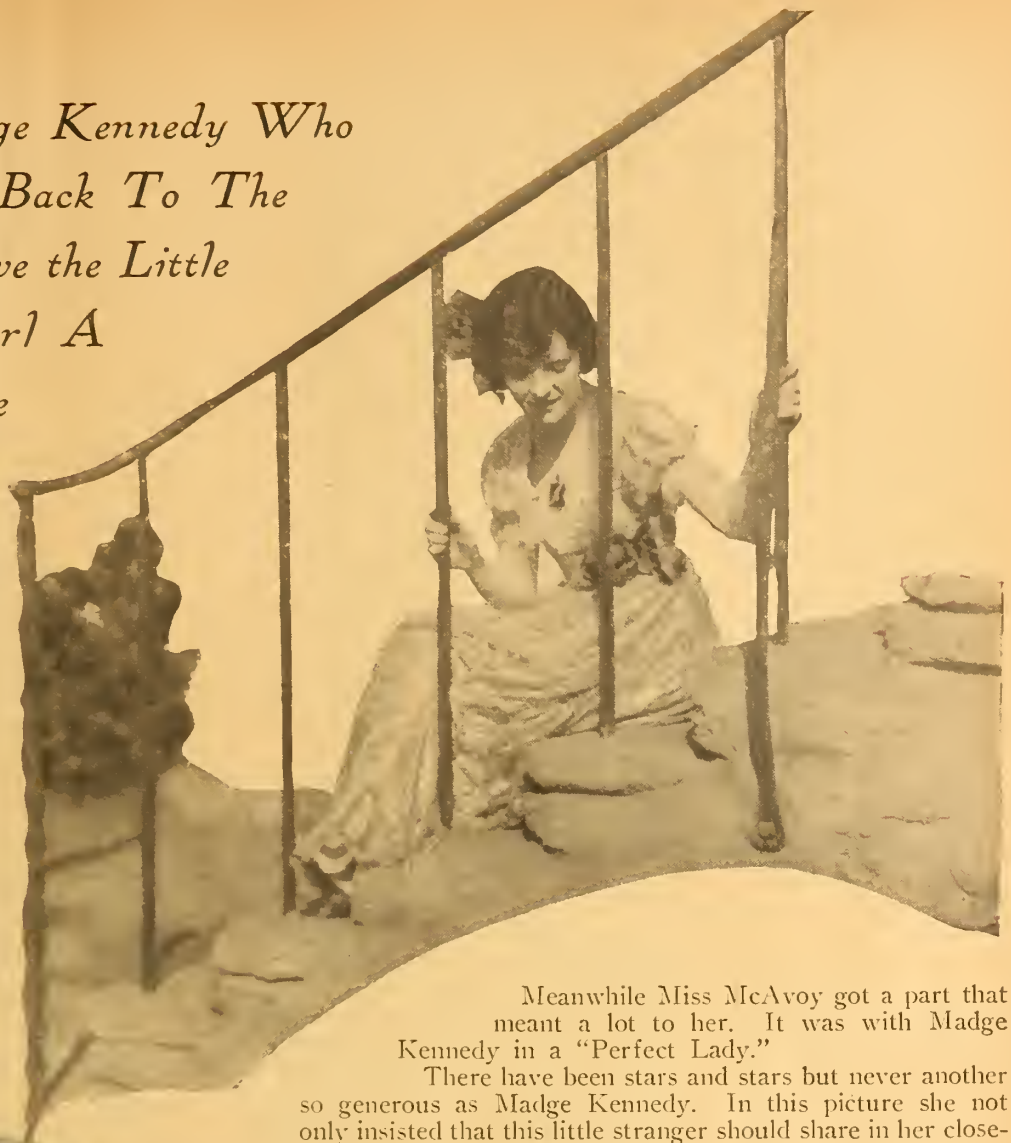 ge Kennedy Who
Back To The
ve the Little
rl A
e
Meanwhile Miss McAvoy got a part that
meant a lot to her. It was with Madge
Kennedy in a “Perfect Lady.”
There have been stars and stars but never another
so generous as Madge Kennedy. In this picture she not
only insisted that this little stranger should share in her close-